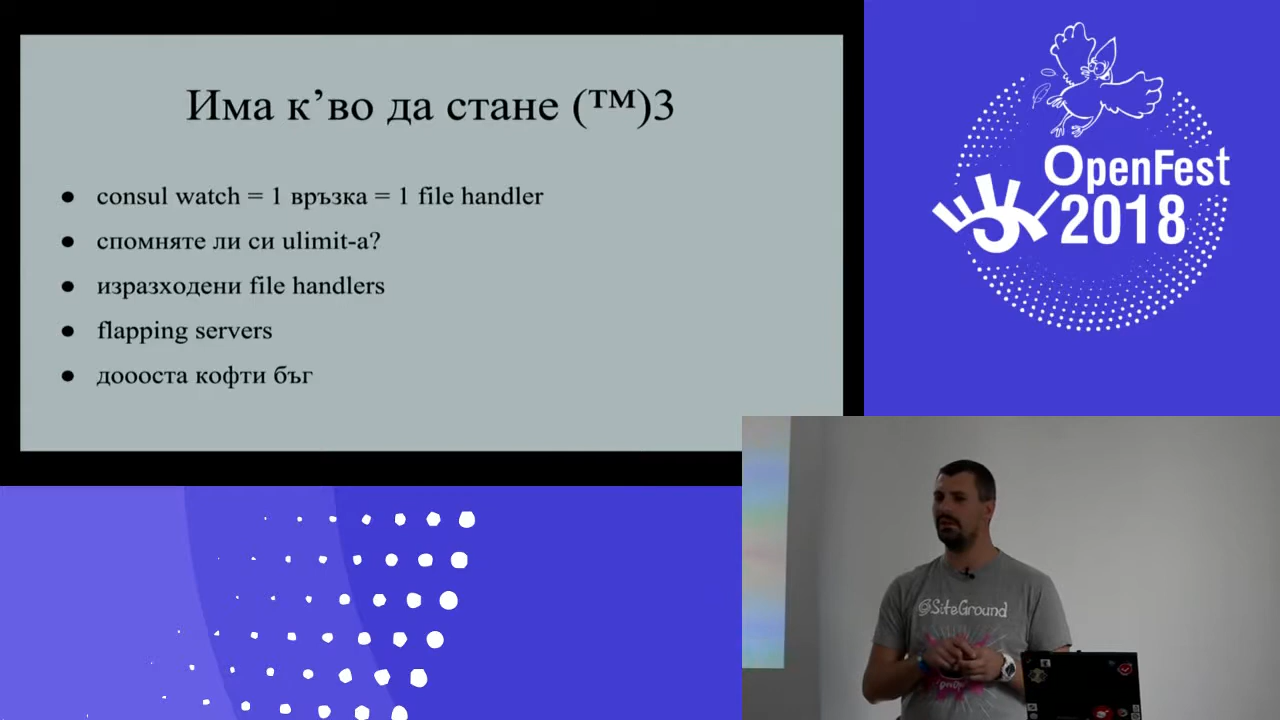 Има к’во да стане (™)3
consul watch = 1 връзка = 1 file handler
спомняте ли си ulimit-а?
изразходени file handlers
flapping servers
доооста кофти бъг
OpenFest
2018
@SiteGround